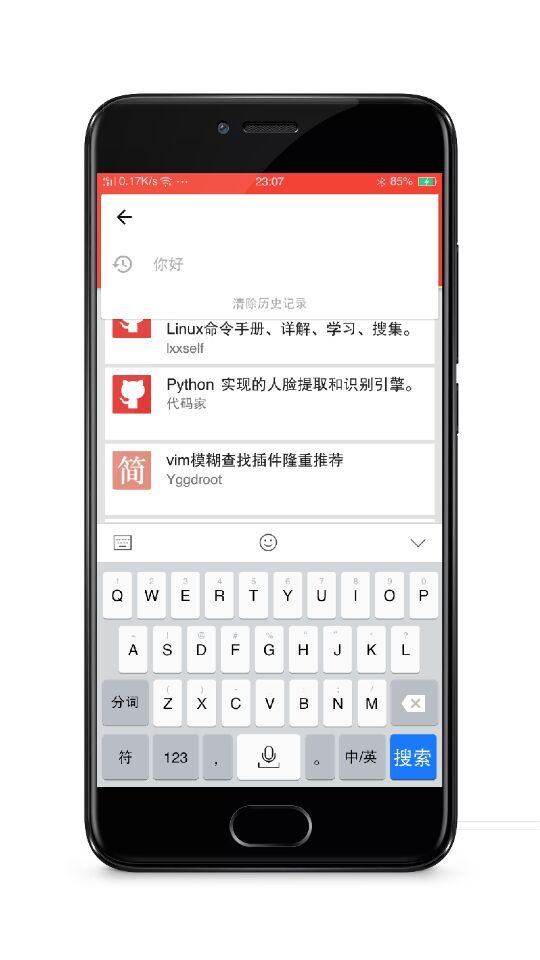 0.17K/s ··· 23:07 85%
你好
清除历史记录
Linux命令手册、详解、学习、搜集。
lxxself
Python 实现的人脸提取和识别引擎。
代码家
简
vim模糊查找插件隆重推荐
Yggdroot
1 2 3 4 5 6 7 8 9 0
Q W E R T Y U I O P
~ ! @ # % " " * ?
A S D F G H J K L
( ) - _ : ; /
分词 Z X C V B N M
符 123 , 。 中/英 搜索